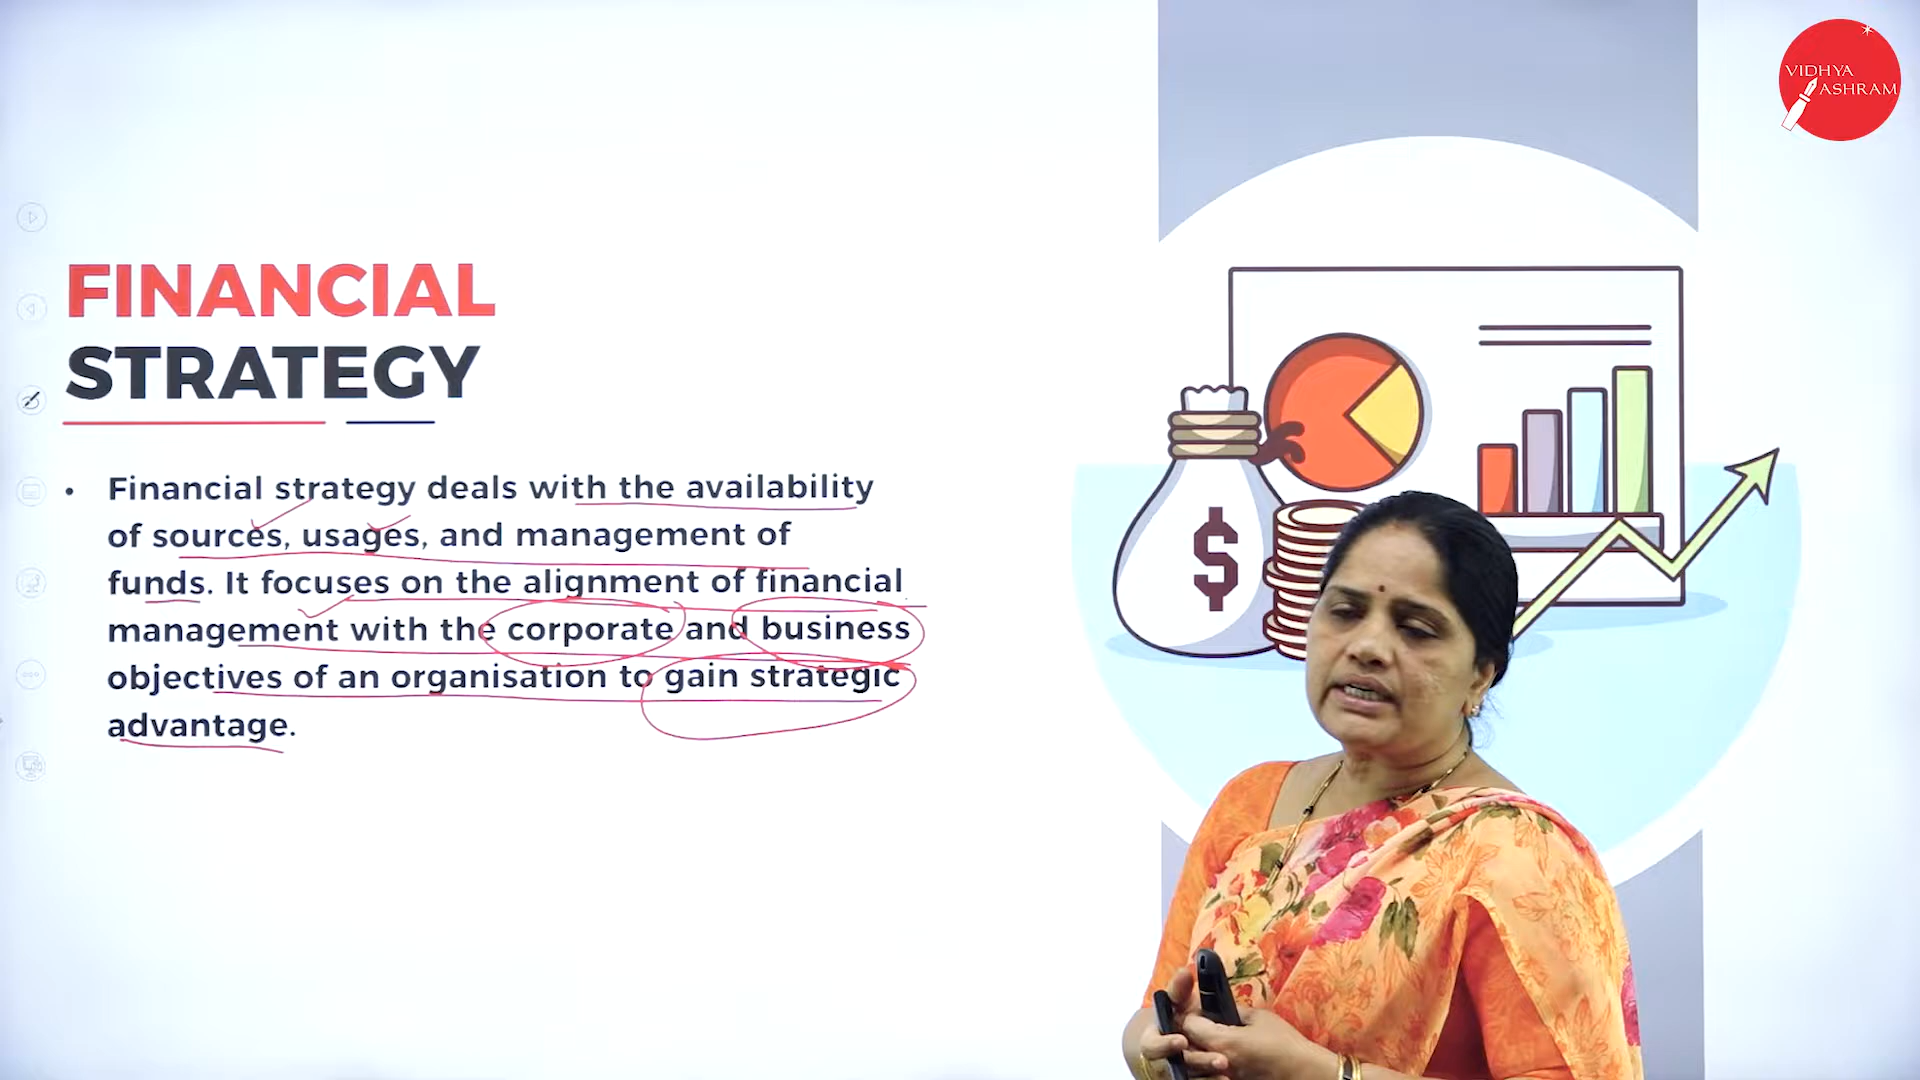 VIDHYA
ASHRAM
FINANCIAL
STRATEGY
• Financial strategy deals with the availability
of sources, usages, and management of
funds. It focuses on the alignment of financial
management with the corporate and business
objectives of an organisation to gain strategic
advantage.
$